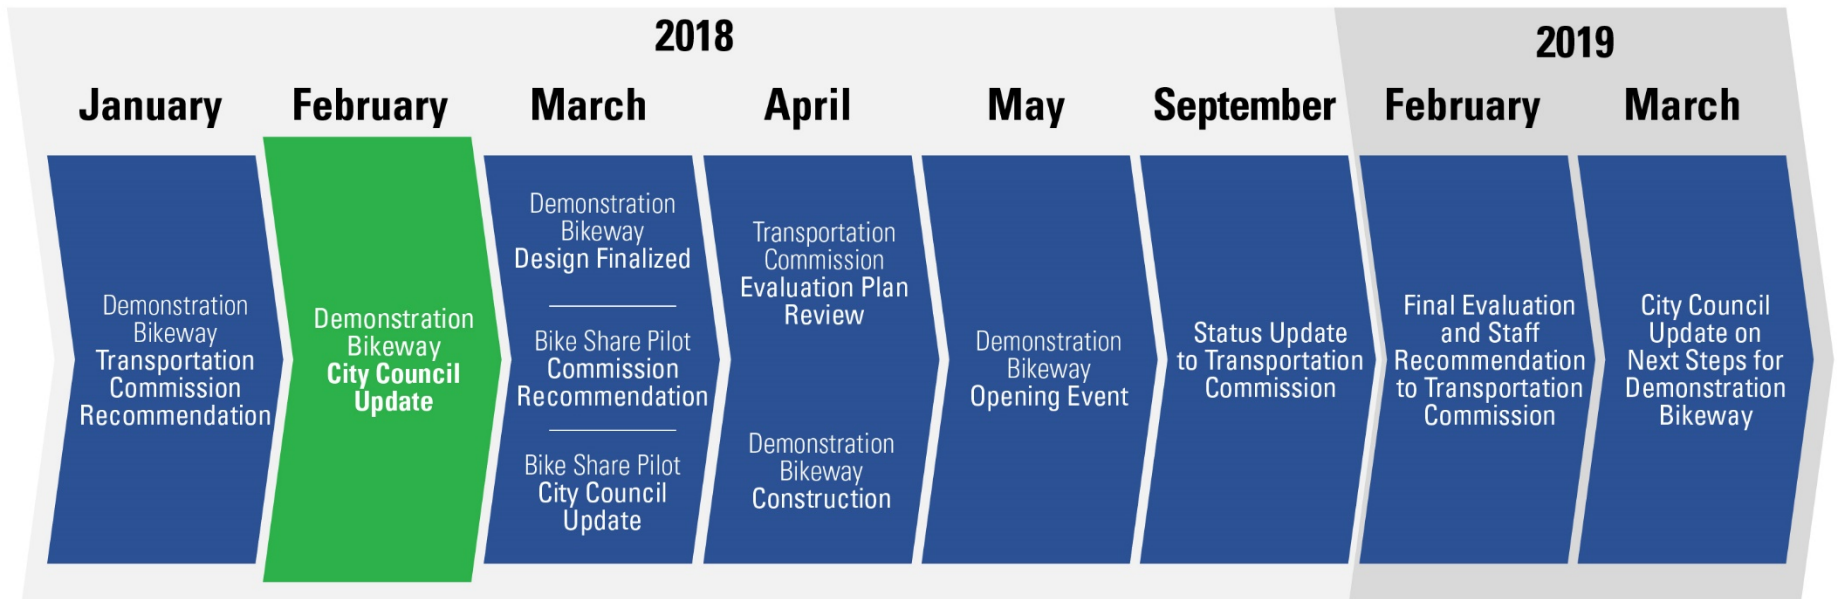 2018
2019
January
February
March
April
May
September
February
March
Demonstration
Bikeway
Transportation
Commission
Recommendation
Demonstration
Bikeway
City Council
Update
Demonstration
Bikeway
Design Finalized
Bike Share Pilot
Commission
Recommendation
Bike Share Pilot
City Council
Update
Transportation
Commission
Evaluation Plan
Review
Demonstration
Bikeway
Construction
Demonstration
Bikeway
Opening Event
Status Update
to Transportation
Commission
Final Evaluation
and Staff
Recommendation
to Transportation
Commission
City Council
Update on
Next Steps for
Demonstration
Bikeway